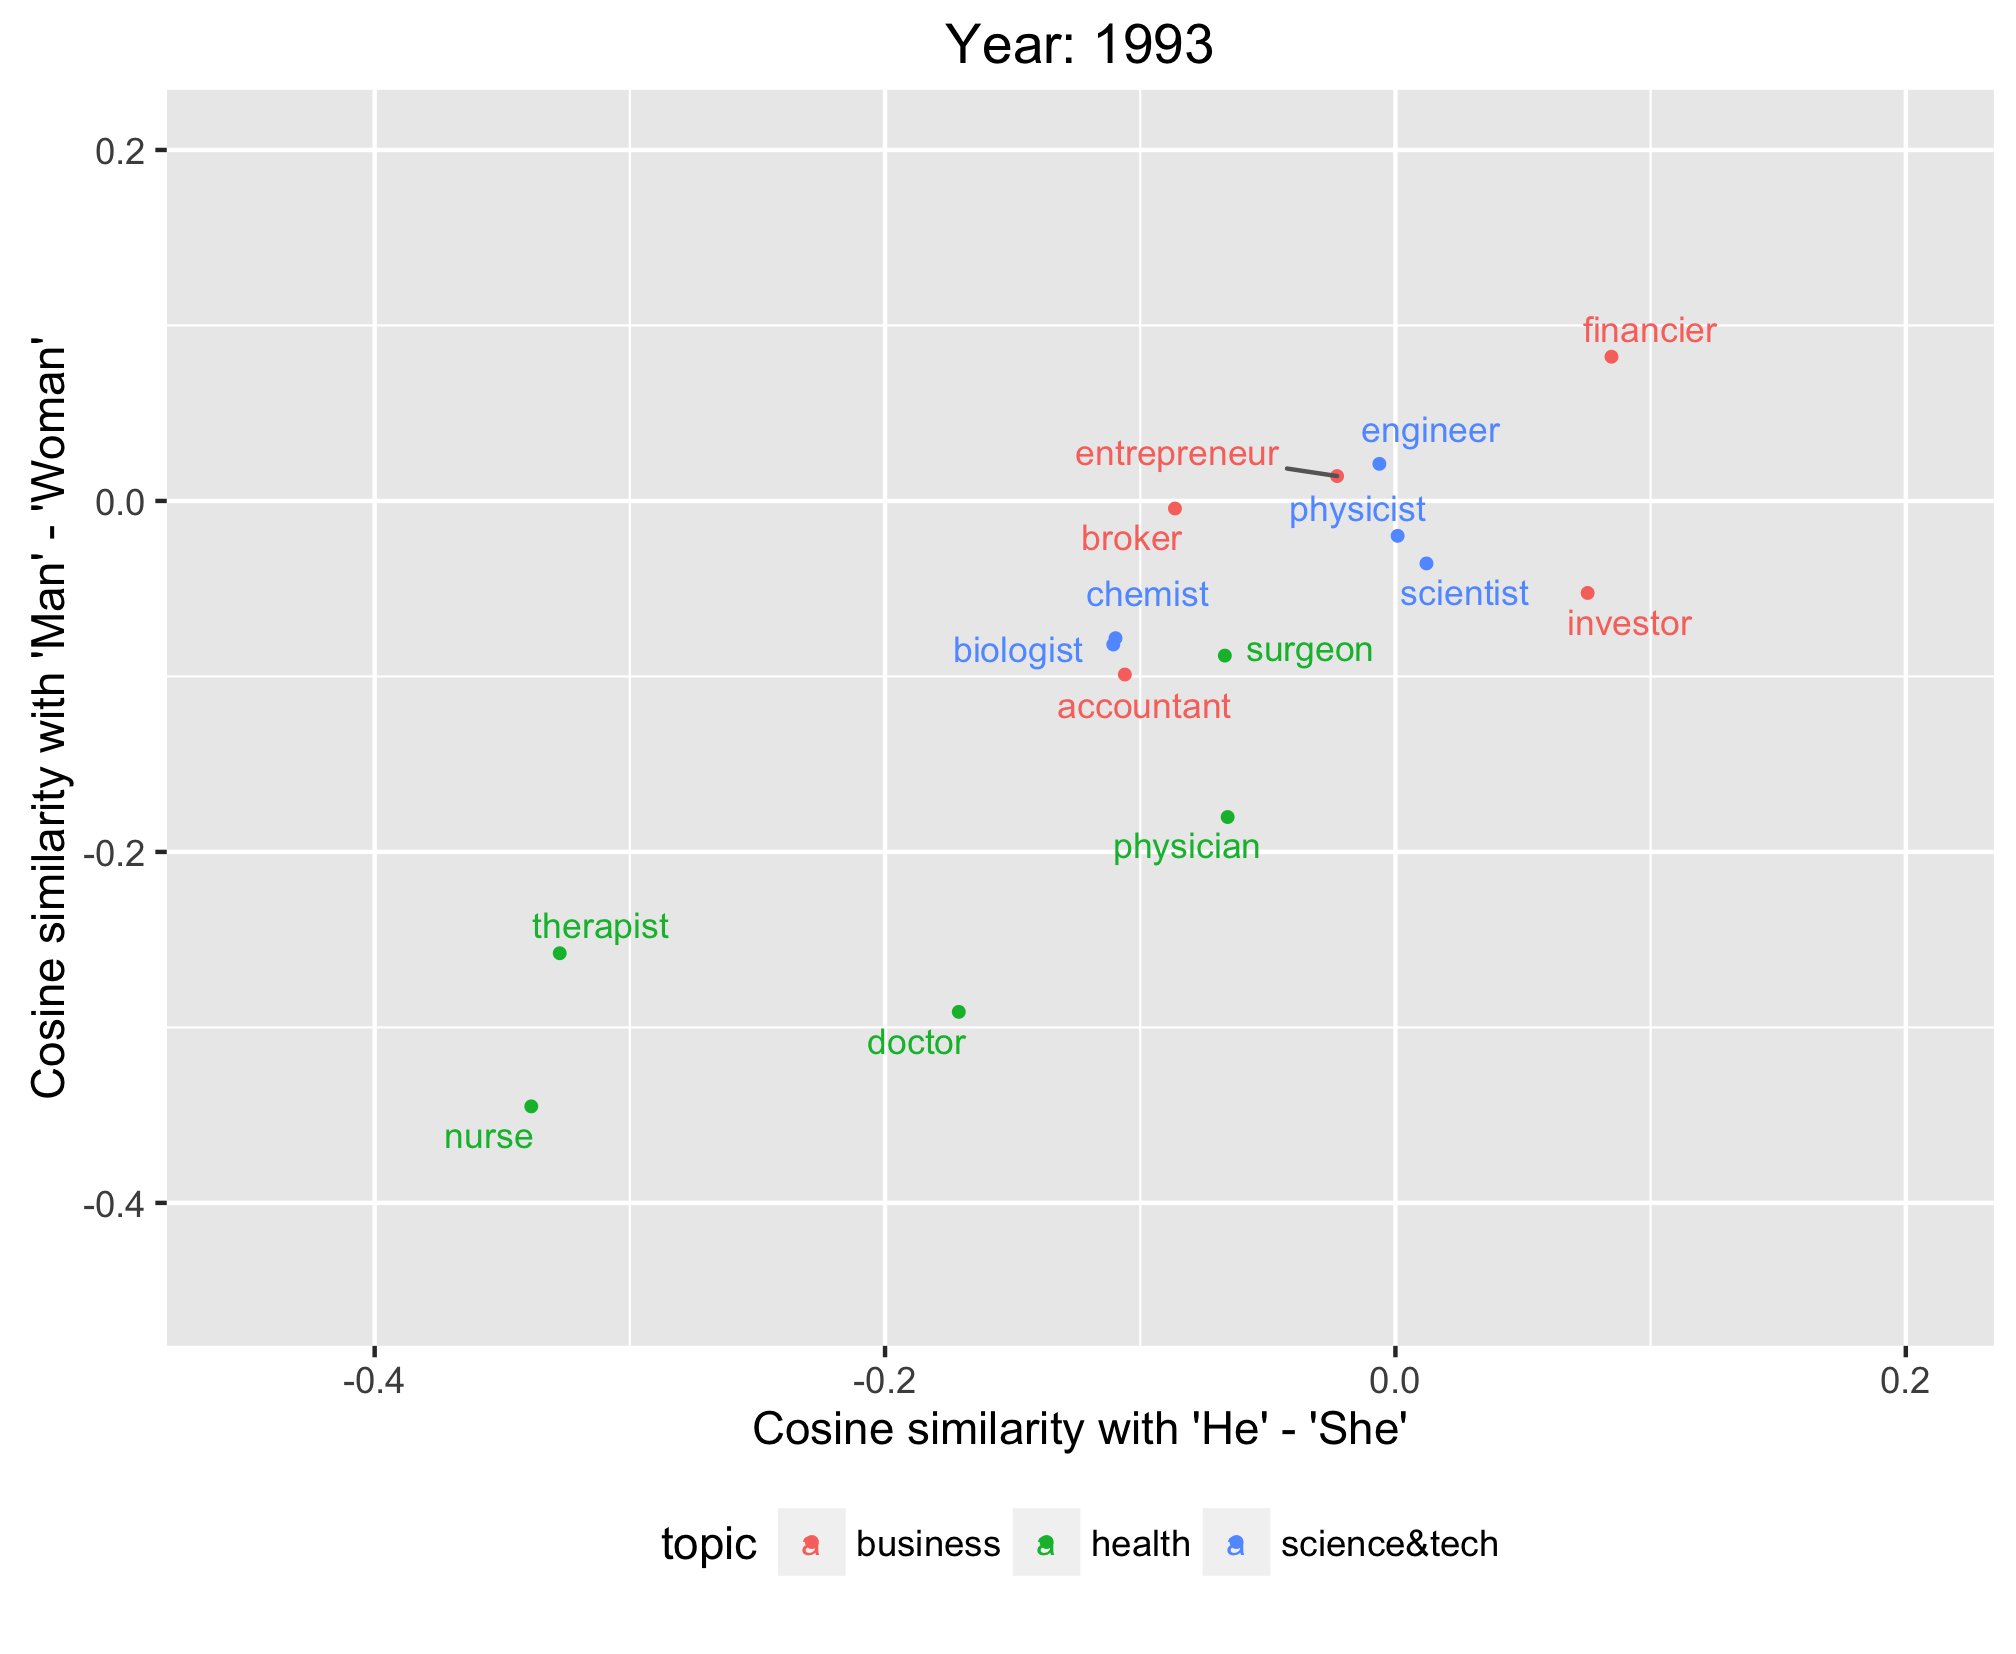 Year: 1993
Cosine similarity with 'Man' - 'Woman'
0.2
0.0
-0.2
-0.4
financier
engineer
entrepreneur
physicist
broker
chemist
scientist
investor
biologist
surgeon
accountant
physician
therapist
doctor
nurse
-0.4
-0.2
0.0
0.2
Cosine similarity with 'He' - 'She'
topic a business a health a science&tech